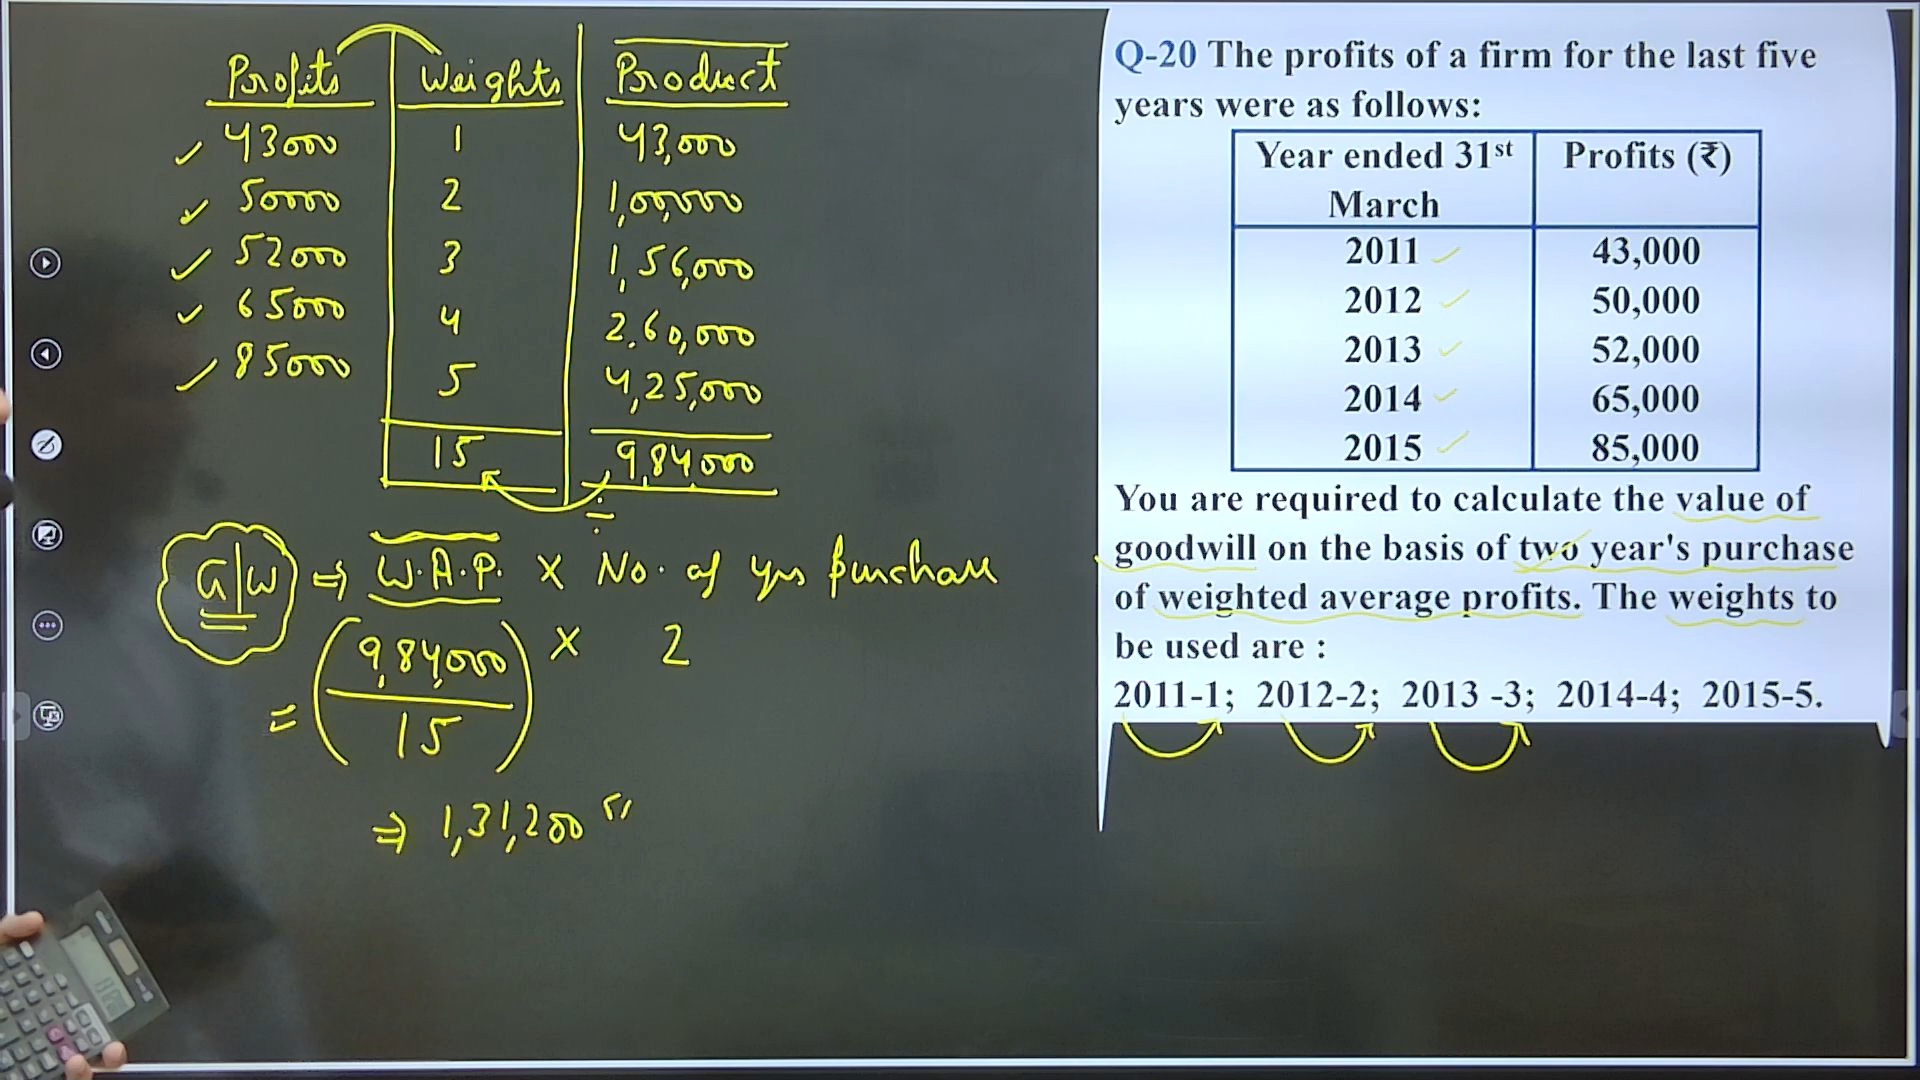 Profits Weights Product
43000 1 43,000
50000 2 1,00,000
52000 3 1,56,000
65000 4 2,60,000
85000 5 4,25,000
15 9,84,000
÷
G/W ⇒ W.A.P. × No. of yrs purchase
= (9,84,000 / 15) × 2
⇒ 1,31,200
Q-20 The profits of a firm for the last five
years were as follows:
Year ended 31st Profits (₹)
March
2011 43,000
2012 50,000
2013 52,000
2014 65,000
2015 85,000
You are required to calculate the value of
goodwill on the basis of two year's purchase
of weighted average profits. The weights to
be used are :
2011-1; 2012-2; 2013 -3; 2014-4; 2015-5.